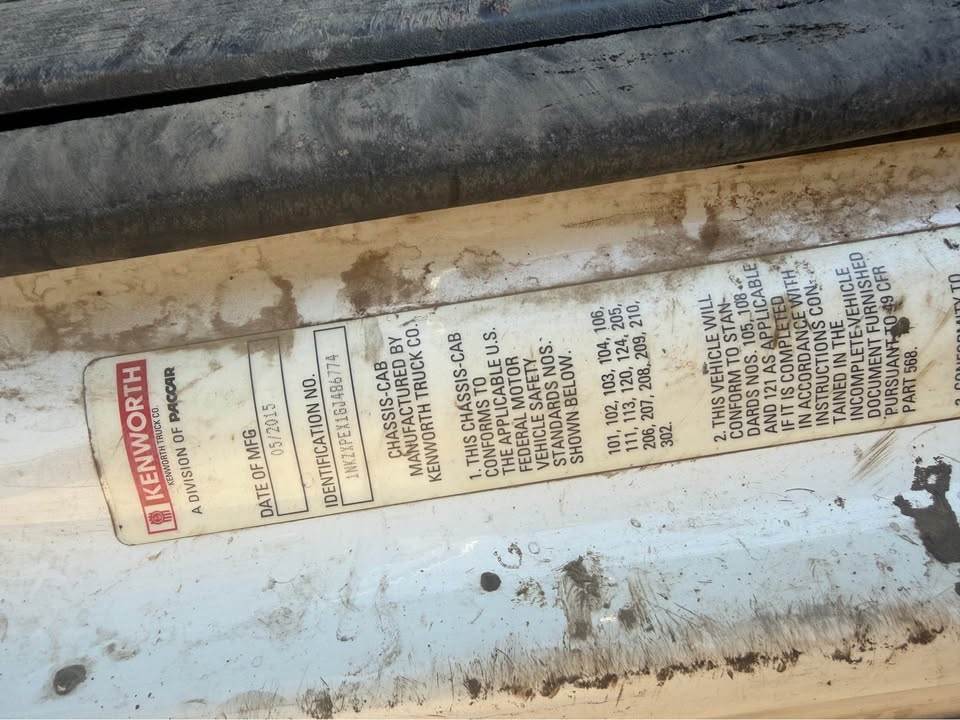 KENWORTH
KENWORTH TRUCK CO.
A DIVISION OF PACCAR
DATE OF MFG
05/2015
IDENTIFICATION NO.
1NKZXPEX1GJ486774
CHASSIS-CAB
MANUFACTURED BY
KENWORTH TRUCK CO.
1. THIS CHASSIS-CAB
CONFORMS TO
THE APPLICABLE U.S.
FEDERAL MOTOR
VEHICLE SAFETY
STANDARDS NOS.
SHOWN BELOW.
101, 102, 103, 104, 106,
111, 113, 120, 124, 205,
206, 207, 208, 209, 210,
302.
2. THIS VEHICLE WILL
CONFORM TO STAN-
DARDS NOS. 105, 108
AND 121 AS APPLICABLE
IF IT IS COMPLETED
IN ACCORDANCE WITH
INSTRUCTIONS CON-
TAINED IN THE
INCOMPLETE VEHICLE
DOCUMENT FURNISHED
PURSUANT TO 49 CFR
PART 568.
3. CONFORMITY TO